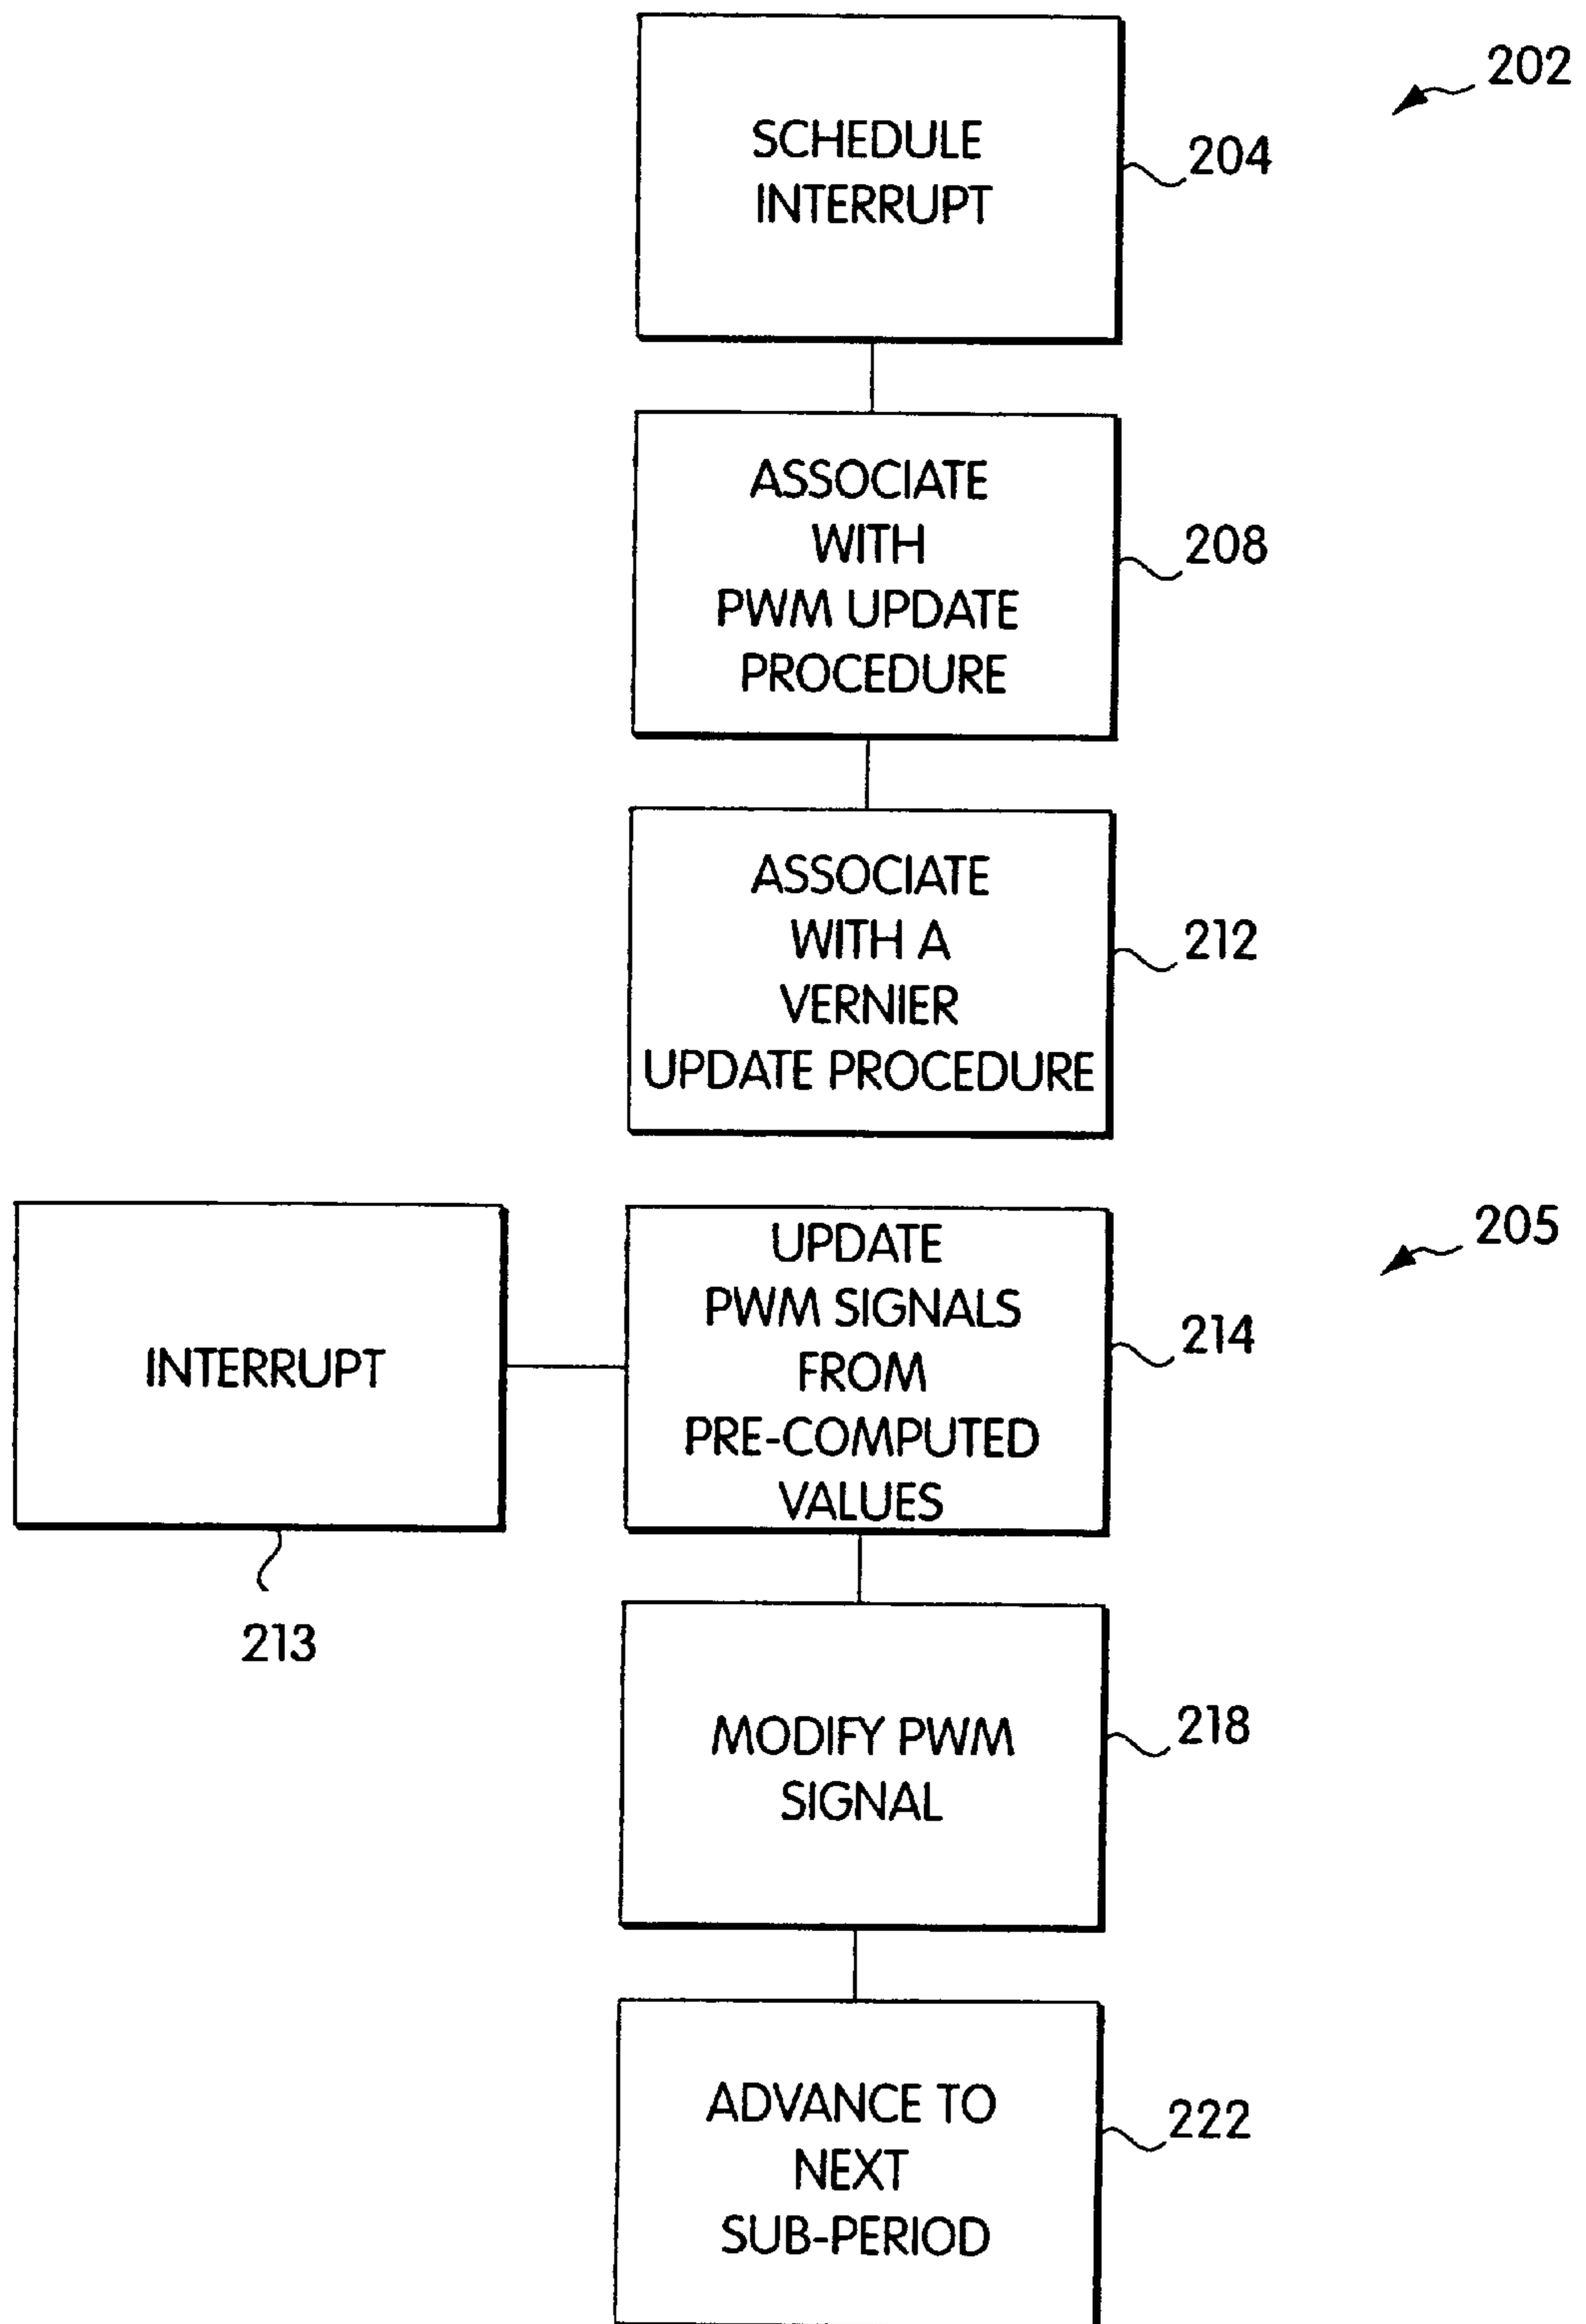 202
SCHEDULE
INTERRUPT
204
ASSOCIATE
WITH
PWM UPDATE
PROCEDURE
208
ASSOCIATE
WITH A
VERNIER
UPDATE PROCEDURE
212
205
INTERRUPT
213
UPDATE
PWM SIGNALS
FROM
PRE-COMPUTED
VALUES
214
MODIFY PWM
SIGNAL
218
ADVANCE TO
NEXT
SUB-PERIOD
222